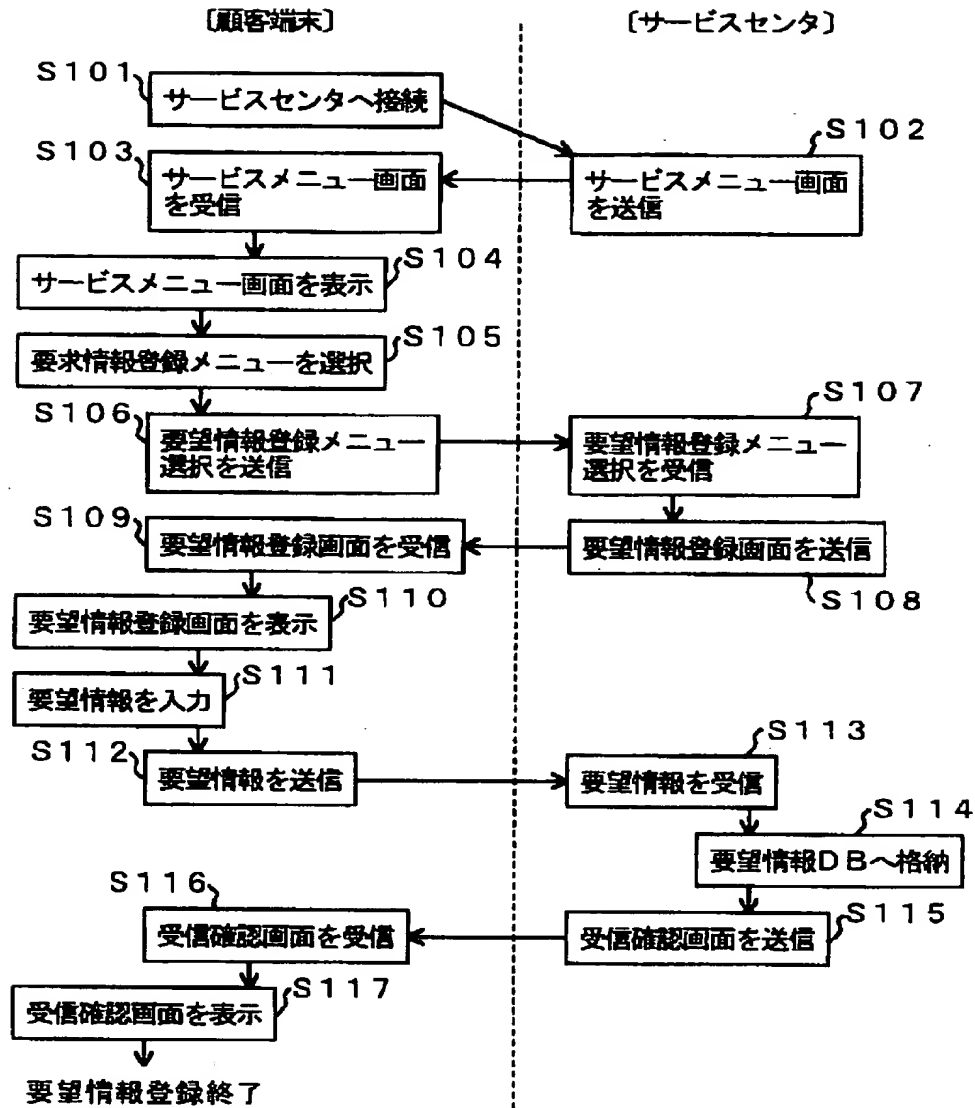 〔顧客端末〕
〔サービスセンタ〕
S101
サービスセンタへ接続
S102
サービスメニュー画面
を送信
S103
サービスメニュー画面
を受信
S104
サービスメニュー画面を表示
S105
要求情報登録メニューを選択
S106
要望情報登録メニュー
選択を送信
S107
要望情報登録メニュー
選択を受信
要望情報登録画面を送信
S108
S109
要望情報登録画面を受信
S110
要望情報登録画面を表示
S111
要望情報を入力
S112
要望情報を送信
S113
要望情報を受信
S114
要望情報DBへ格納
S115
受信確認画面を送信
S116
受信確認画面を受信
S117
受信確認画面を表示
要望情報登録終了